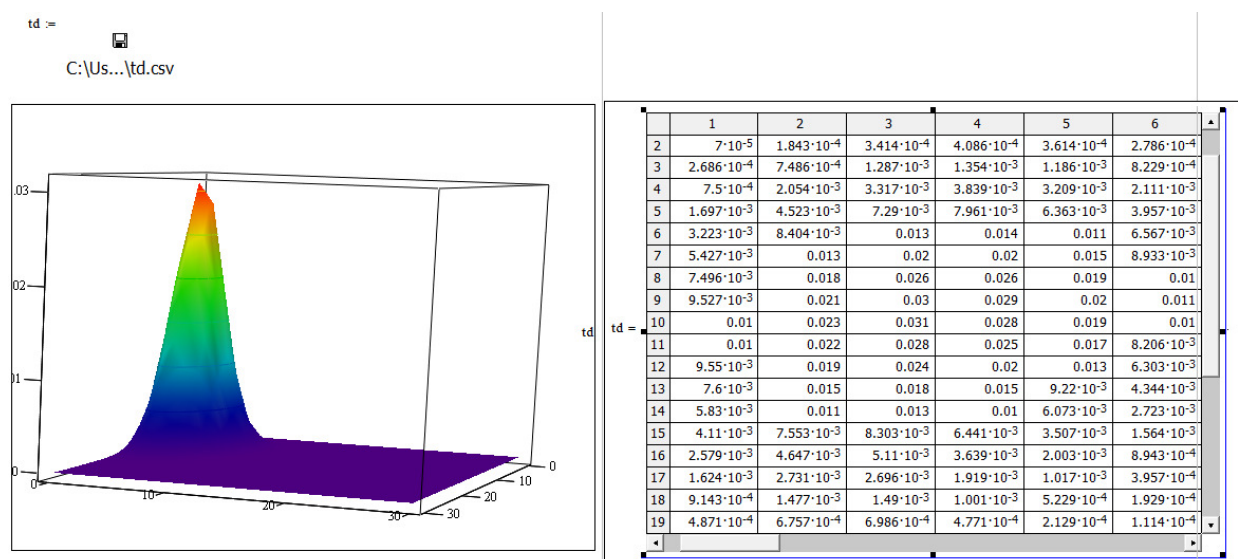 td :=
C:\Us...\td.csv
.03
02
01
0
0
10
20
30
30
20
10
0
td
td =
1 2 3 4 5 6
2 7·10⁻⁵ 1.843·10⁻⁴ 3.414·10⁻⁴ 4.086·10⁻⁴ 3.614·10⁻⁴ 2.786·10⁻⁴
3 2.686·10⁻⁴ 7.486·10⁻⁴ 1.287·10⁻³ 1.354·10⁻³ 1.186·10⁻³ 8.229·10⁻⁴
4 7.5·10⁻⁴ 2.054·10⁻³ 3.317·10⁻³ 3.839·10⁻³ 3.209·10⁻³ 2.111·10⁻³
5 1.697·10⁻³ 4.523·10⁻³ 7.29·10⁻³ 7.961·10⁻³ 6.363·10⁻³ 3.957·10⁻³
6 3.223·10⁻³ 8.404·10⁻³ 0.013 0.014 0.011 6.567·10⁻³
7 5.427·10⁻³ 0.013 0.02 0.02 0.015 8.933·10⁻³
8 7.496·10⁻³ 0.018 0.026 0.026 0.019 0.01
9 9.527·10⁻³ 0.021 0.03 0.029 0.02 0.011
10 0.01 0.023 0.031 0.028 0.019 0.01
11 0.01 0.022 0.028 0.025 0.017 8.206·10⁻³
12 9.55·10⁻³ 0.019 0.024 0.02 0.013 6.303·10⁻³
13 7.6·10⁻³ 0.015 0.018 0.015 9.22·10⁻³ 4.344·10⁻³
14 5.83·10⁻³ 0.011 0.013 0.01 6.073·10⁻³ 2.723·10⁻³
15 4.11·10⁻³ 7.553·10⁻³ 8.303·10⁻³ 6.441·10⁻³ 3.507·10⁻³ 1.564·10⁻³
16 2.579·10⁻³ 4.647·10⁻³ 5.11·10⁻³ 3.639·10⁻³ 2.003·10⁻³ 8.943·10⁻⁴
17 1.624·10⁻³ 2.731·10⁻³ 2.696·10⁻³ 1.919·10⁻³ 1.017·10⁻³ 3.957·10⁻⁴
18 9.143·10⁻⁴ 1.477·10⁻³ 1.49·10⁻³ 1.001·10⁻³ 5.229·10⁻⁴ 1.929·10⁻⁴
19 4.871·10⁻⁴ 6.757·10⁻⁴ 6.986·10⁻⁴ 4.771·10⁻⁴ 2.129·10⁻⁴ 1.114·10⁻⁴